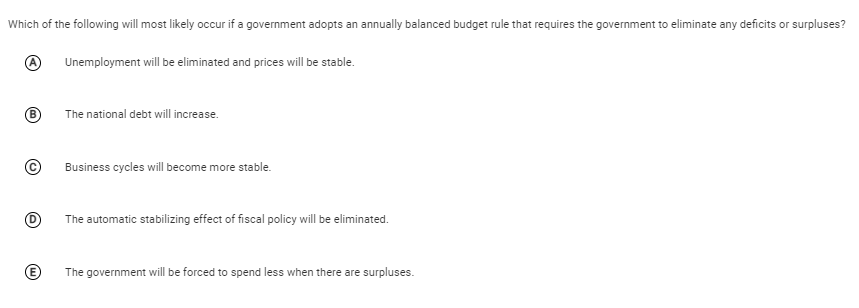 Which of the following will most likely occur if a government adopts an annually balanced budget rule that requires the government to eliminate any deficits or surpluses?
A Unemployment will be eliminated and prices will be stable.
B The national debt will increase.
C Business cycles will become more stable.
D The automatic stabilizing effect of fiscal policy will be eliminated.
E The government will be forced to spend less when there are surpluses.